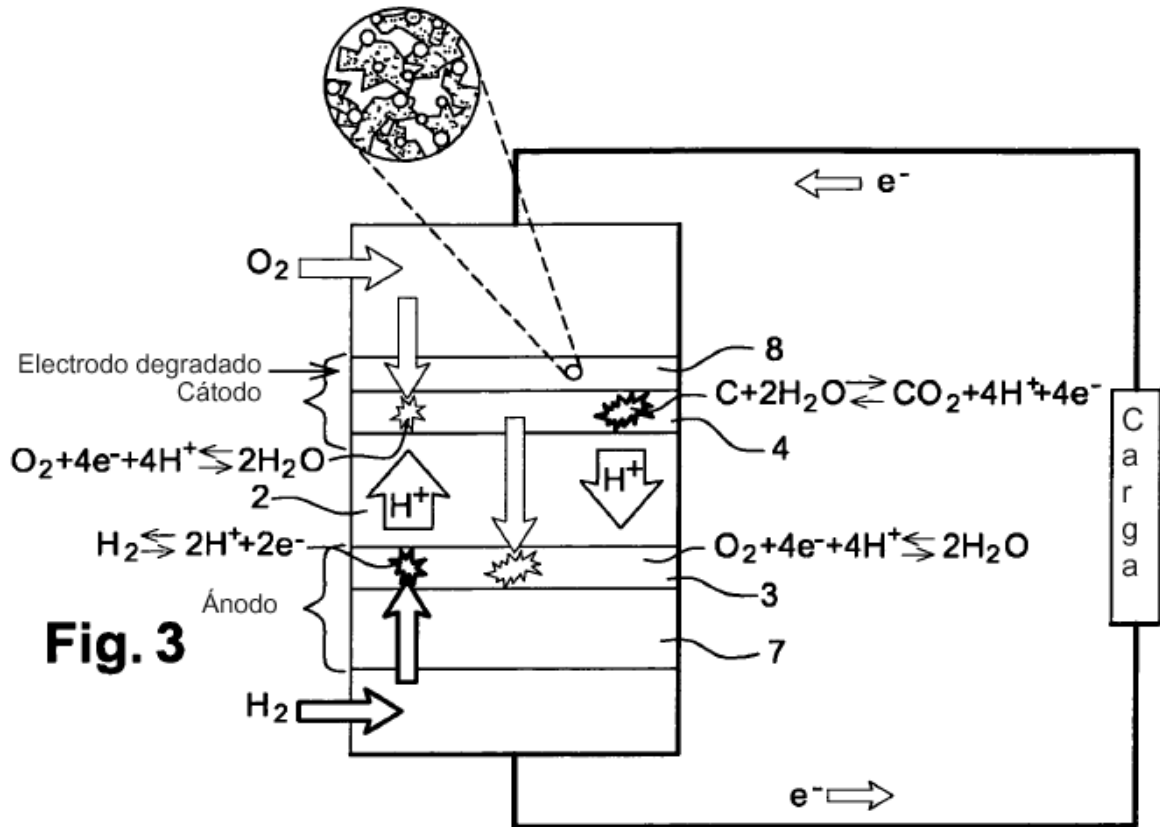 e⁻
O₂
8
Electrodo degradado
Cátodo
C+2H₂O⇄CO₂+4H⁺+4e⁻
4
O₂+4e⁻+4H⁺⇆2H₂O
H⁺
H⁺
2
H₂⇆2H⁺+2e⁻
O₂+4e⁻+4H⁺⇆2H₂O
3
Ánodo
Fig. 3
7
H₂
e⁻
Carga